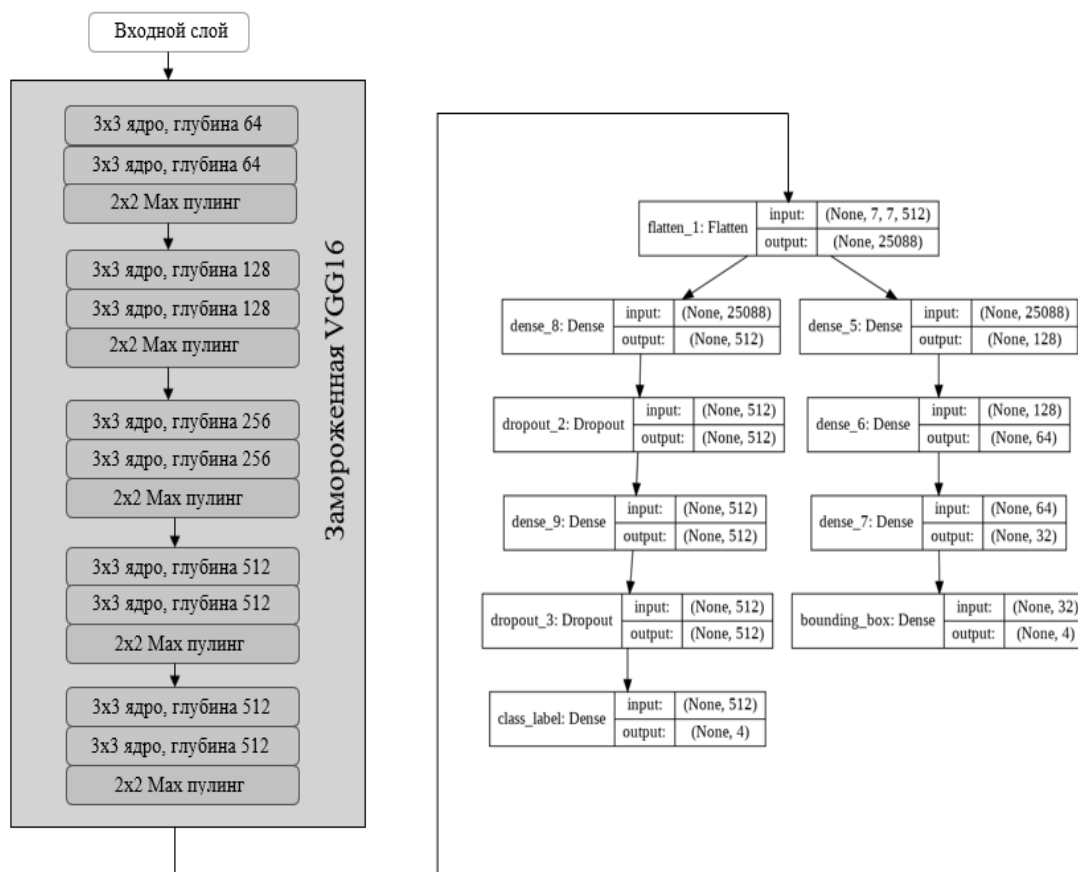 Входной слой
3x3 ядро, глубина 64
3x3 ядро, глубина 64
2x2 Max пулинг
3x3 ядро, глубина 128
3x3 ядро, глубина 128
2x2 Max пулинг
3x3 ядро, глубина 256
3x3 ядро, глубина 256
2x2 Max пулинг
3x3 ядро, глубина 512
3x3 ядро, глубина 512
2x2 Max пулинг
3x3 ядро, глубина 512
3x3 ядро, глубина 512
2x2 Max пулинг
Замороженная VGG16
flatten_1: Flatten
input: (None, 7, 7, 512)
output: (None, 25088)
dense_8: Dense
input: (None, 25088)
output: (None, 512)
dropout_2: Dropout
input: (None, 512)
output: (None, 512)
dense_9: Dense
input: (None, 512)
output: (None, 512)
dropout_3: Dropout
input: (None, 512)
output: (None, 512)
class_label: Dense
input: (None, 512)
output: (None, 4)
dense_5: Dense
input: (None, 25088)
output: (None, 128)
dense_6: Dense
input: (None, 128)
output: (None, 64)
dense_7: Dense
input: (None, 64)
output: (None, 32)
bounding_box: Dense
input: (None, 32)
output: (None, 4)